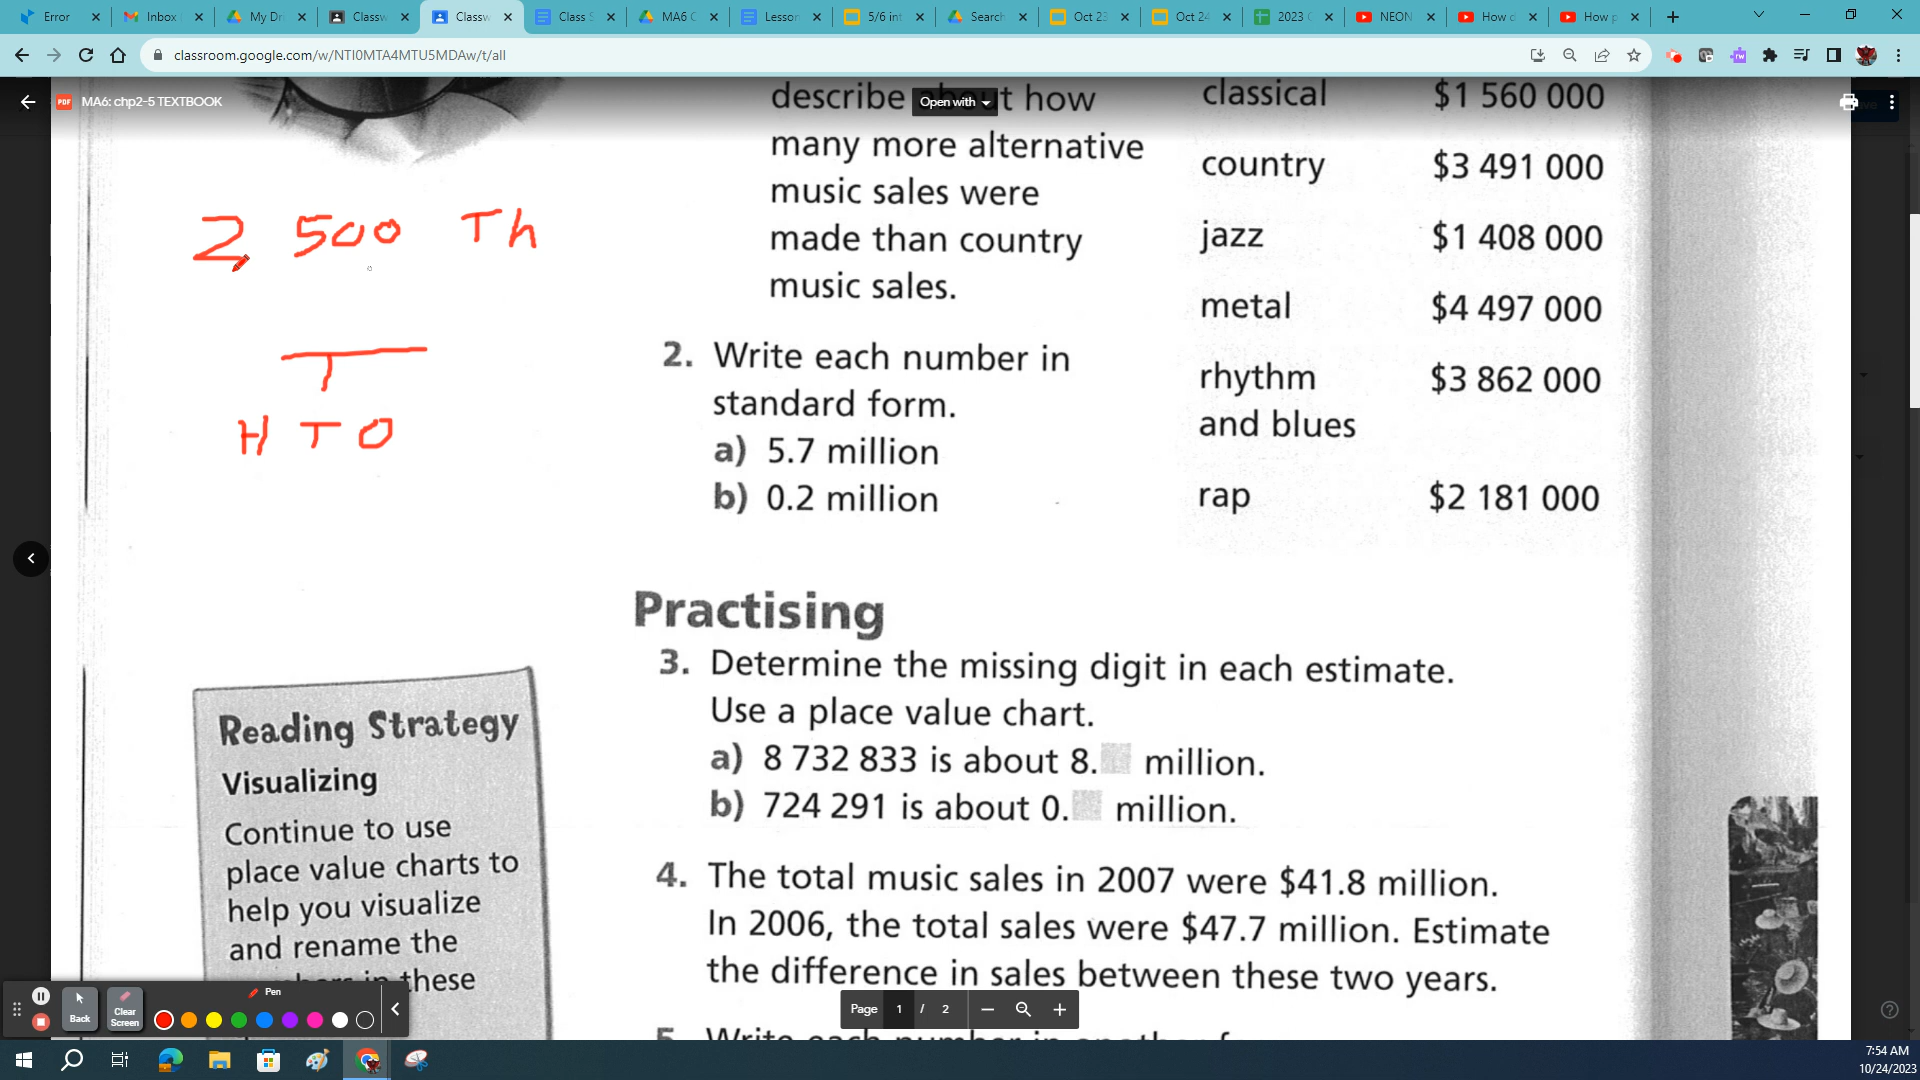 Error
Inbox
My Dr
Classw
Classw
Class S
MA6 C
Lesson
5/6 int
Search
Oct 23
Oct 24
2023 C
NEON
How c
How p
classroom.google.com/w/NTI0MTA4MTU5MDAw/t/all
PDF
MA6: chp2-5 TEXTBOOK
Open with
describe about how
many more alternative
music sales were
made than country
music sales.
classical $1 560 000
country $3 491 000
jazz $1 408 000
metal $4 497 000
rhythm $3 862 000
and blues
rap $2 181 000
2 500 Th
T
H T O
2. Write each number in
standard form.
a) 5.7 million
b) 0.2 million
Practising
3. Determine the missing digit in each estimate.
Use a place value chart.
a) 8 732 833 is about 8. million.
b) 724 291 is about 0. million.
4. The total music sales in 2007 were $41.8 million.
In 2006, the total sales were $47.7 million. Estimate
the difference in sales between these two years.
Reading Strategy
Visualizing
Continue to use
place value charts to
help you visualize
and rename the
in these
5. Write each number in another f
Pen
Back
Clear
Screen
Page 1 / 2
7:54 AM
10/24/2023